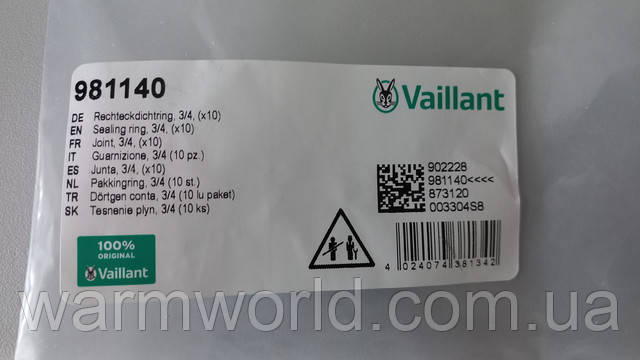 981140
DE Rechteckdichtring, 3/4, (x10)
EN Sealing ring, 3/4, (x10)
FR Joint, 3/4, (x10)
IT Guarnizione, 3/4 (10 pz.)
ES Junta, 3/4, (x10)
NL Pakkingring, 3/4 (10 st.)
TR Dörtgen conta, 3/4 (10 lu paket)
SK Tesnenie plyn, 3/4 (10 ks)
100%
ORIGINAL
Vaillant
Vaillant
902228
981140<<<<
873120
003304S8
4 024074 381342
warmworld.com.ua